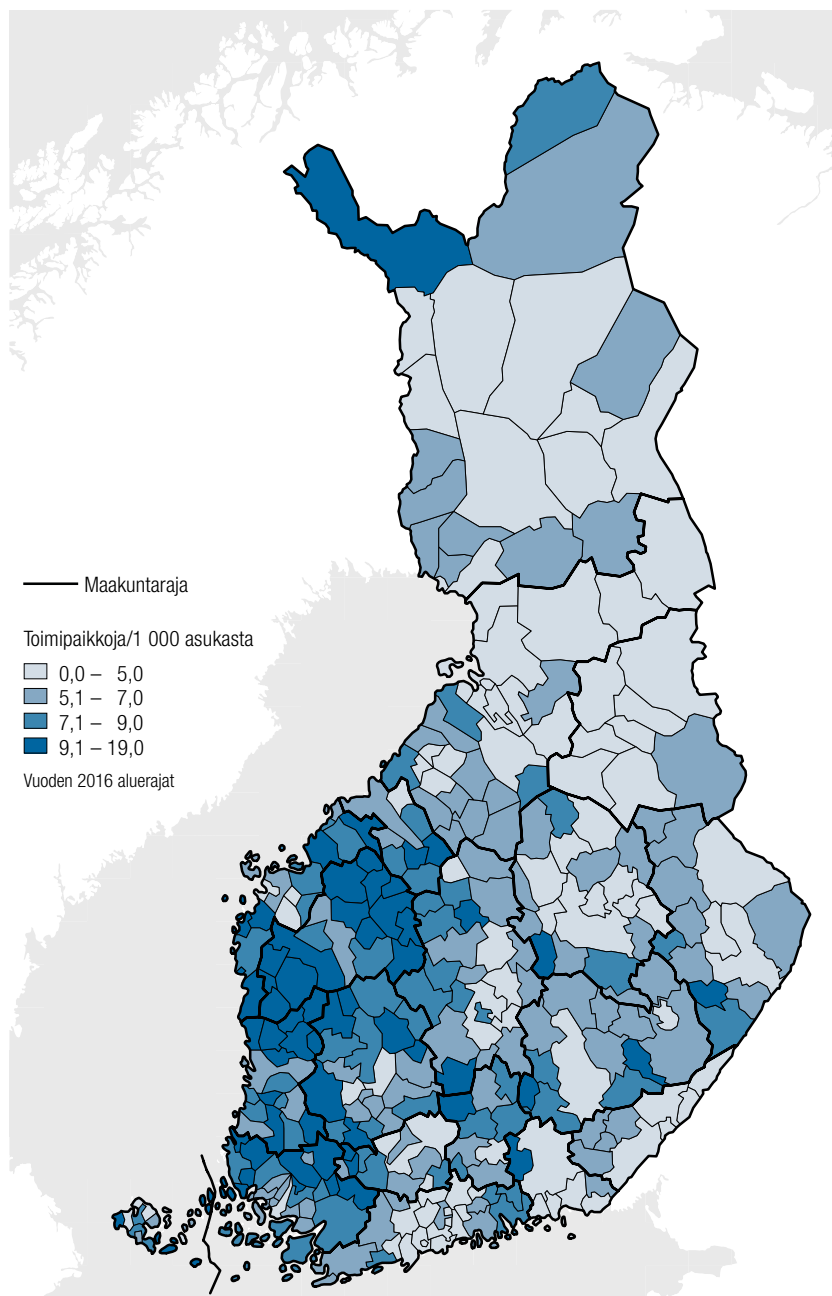 Maakuntaraja
Toimipaikkoja/1 000 asukasta
0,0 – 5,0
5,1 – 7,0
7,1 – 9,0
9,1 – 19,0
Vuoden 2016 aluerajat